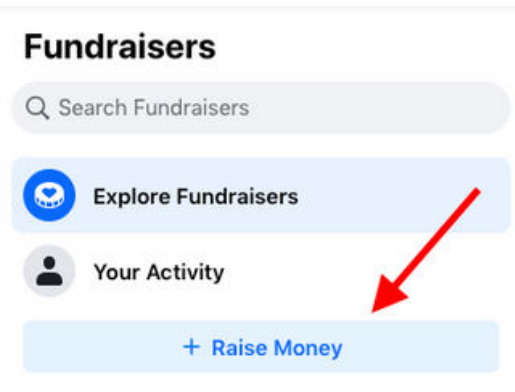 Fundraisers
Search Fundraisers
Explore Fundraisers
Your Activity
+ Raise Money